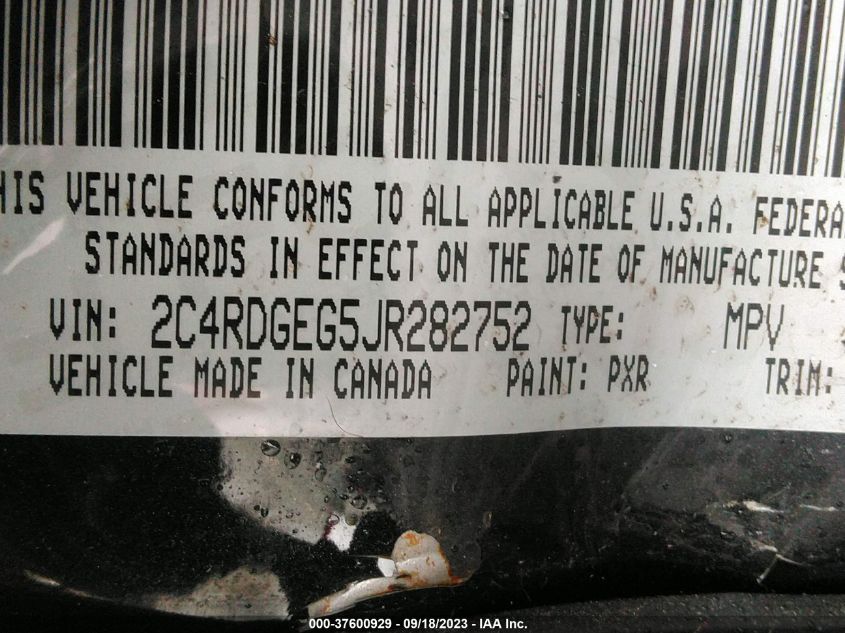 HIS VEHICLE CONFORMS TO ALL APPLICABLE U.S.A. FEDERA
STANDARDS IN EFFECT ON THE DATE OF MANUFACTURE S
VIN: 2C4RDGEG5JR282752 TYPE: MPV
VEHICLE MADE IN CANADA PAINT: PXR TRIM:
000-37600929 - 09/18/2023 - IAA Inc.